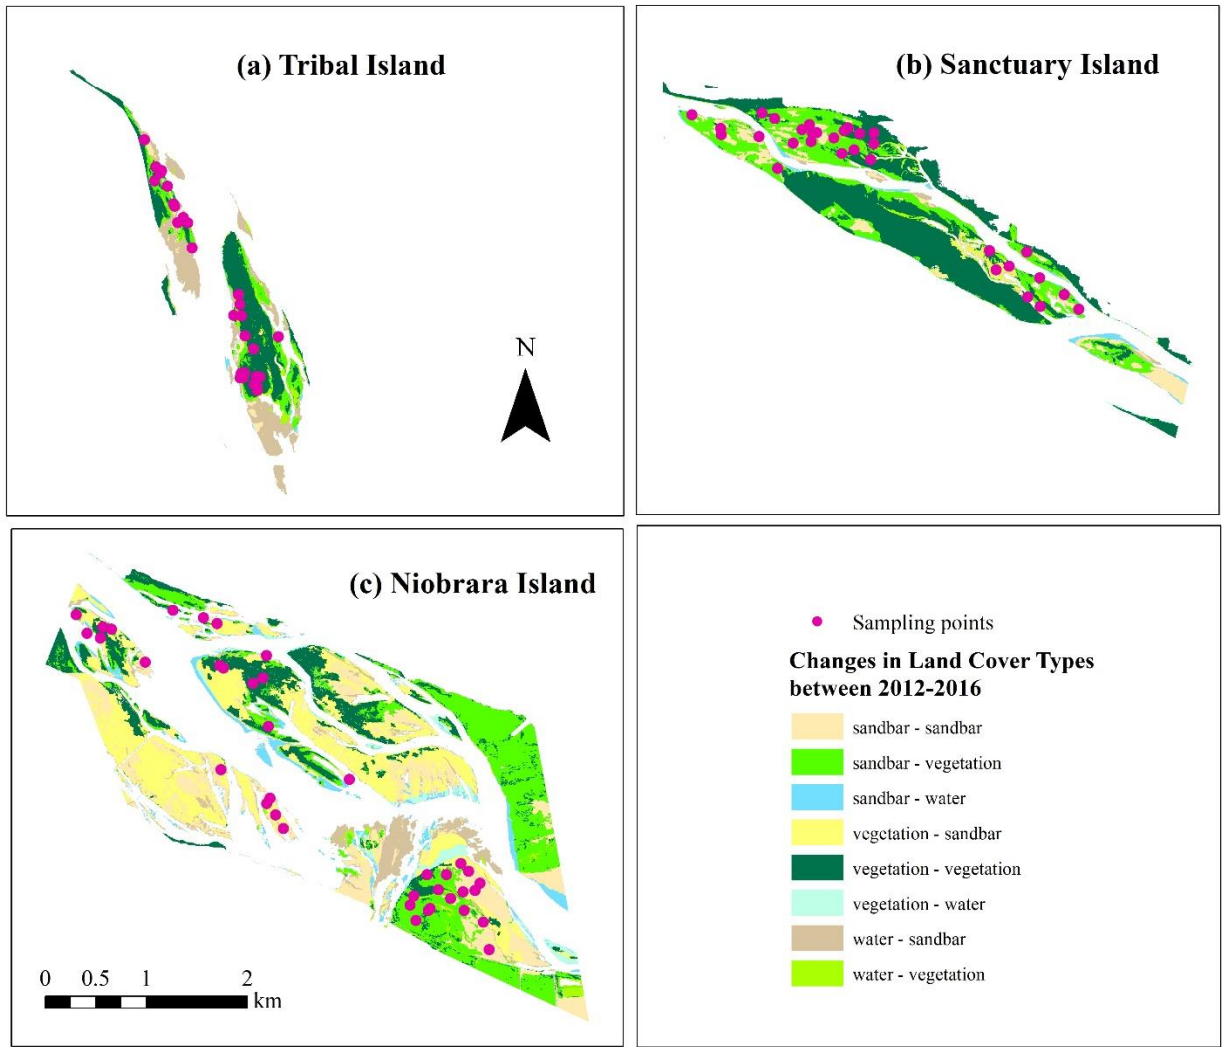 (a) Tribal Island
N
(b) Sanctuary Island
(c) Niobrara Island
0 0.5 1 2
km
Sampling points
Changes in Land Cover Types
between 2012-2016
sandbar - sandbar
sandbar - vegetation
sandbar - water
vegetation - sandbar
vegetation - vegetation
vegetation - water
water - sandbar
water - vegetation